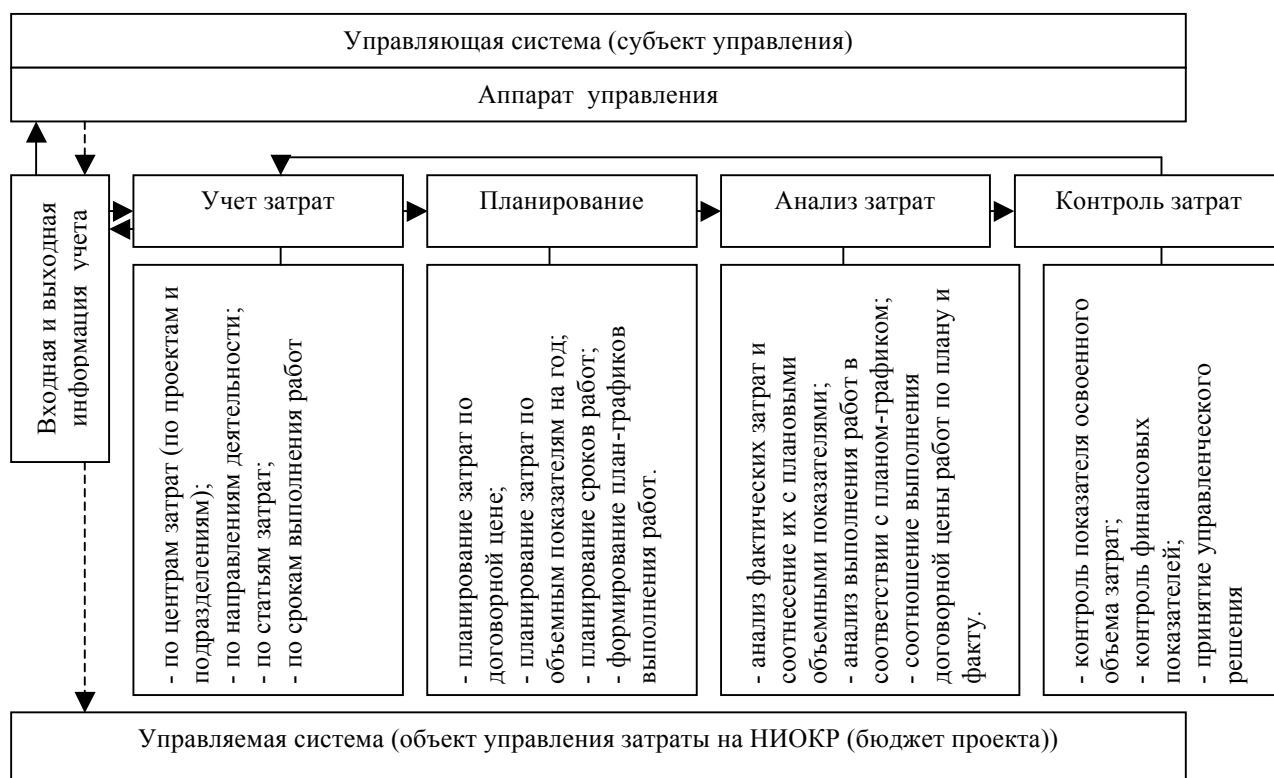 Управляющая система (субъект управления)
Аппарат управления
Входная и выходная
информация учета
Учет затрат
Планирование
Анализ затрат
Контроль затрат
- по центрам затрат (по проектам и
подразделениям);
- по направлениям деятельности;
- по статьям затрат;
- по срокам выполнения работ
- планирование затрат по
договорной цене;
- планирование затрат по
объемным показателям на год;
- планирование сроков работ;
- формирование план-графиков
выполнения работ.
- анализ фактических затрат и
соотнесение их с плановыми
объемными показателями;
- анализ выполнения работ в
соответствии с планом-графиком;
- соотношение выполнения
договорной цены работ по плану и
факту.
- контроль показателя освоенного
объема затрат;
- контроль финансовых
показателей;
- принятие управленческого
решения
Управляемая система (объект управления затраты на НИОКР (бюджет проекта))